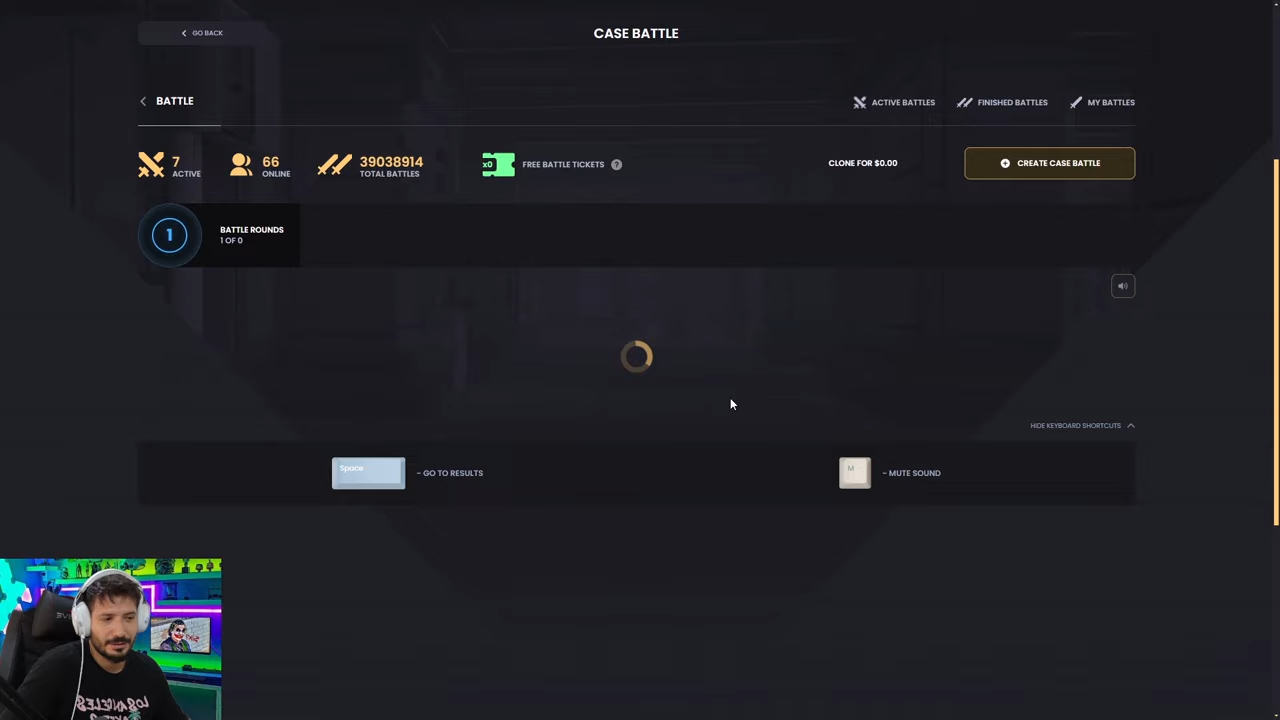 GO BACK
CASE BATTLE
BATTLE
ACTIVE BATTLES
FINISHED BATTLES
MY BATTLES
7
ACTIVE
66
ONLINE
39038914
TOTAL BATTLES
x0
FREE BATTLE TICKETS
?
CLONE FOR $0.00
CREATE CASE BATTLE
1
BATTLE ROUNDS
1 OF 0
HIDE KEYBOARD SHORTCUTS
Space
- GO TO RESULTS
M
- MUTE SOUND
LOS ANGELES